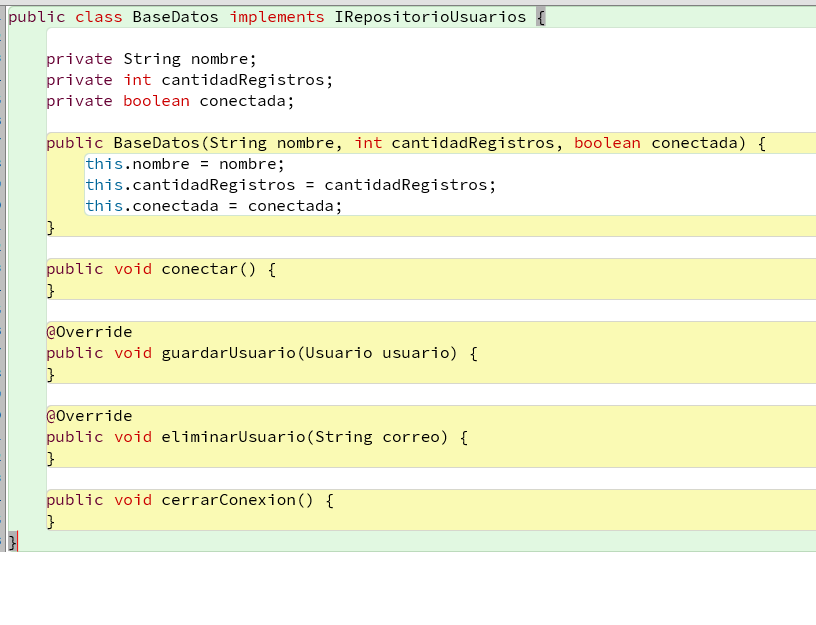 public class BaseDatos implements IRepositorioUsuarios {
private String nombre;
private int cantidadRegistros;
private boolean conectada;
public BaseDatos(String nombre, int cantidadRegistros, boolean conectada) {
this.nombre = nombre;
this.cantidadRegistros = cantidadRegistros;
this.conectada = conectada;
}
public void conectar() {
}
@Override
public void guardarUsuario(Usuario usuario) {
}
@Override
public void eliminarUsuario(String correo) {
}
public void cerrarConexion() {
}
}